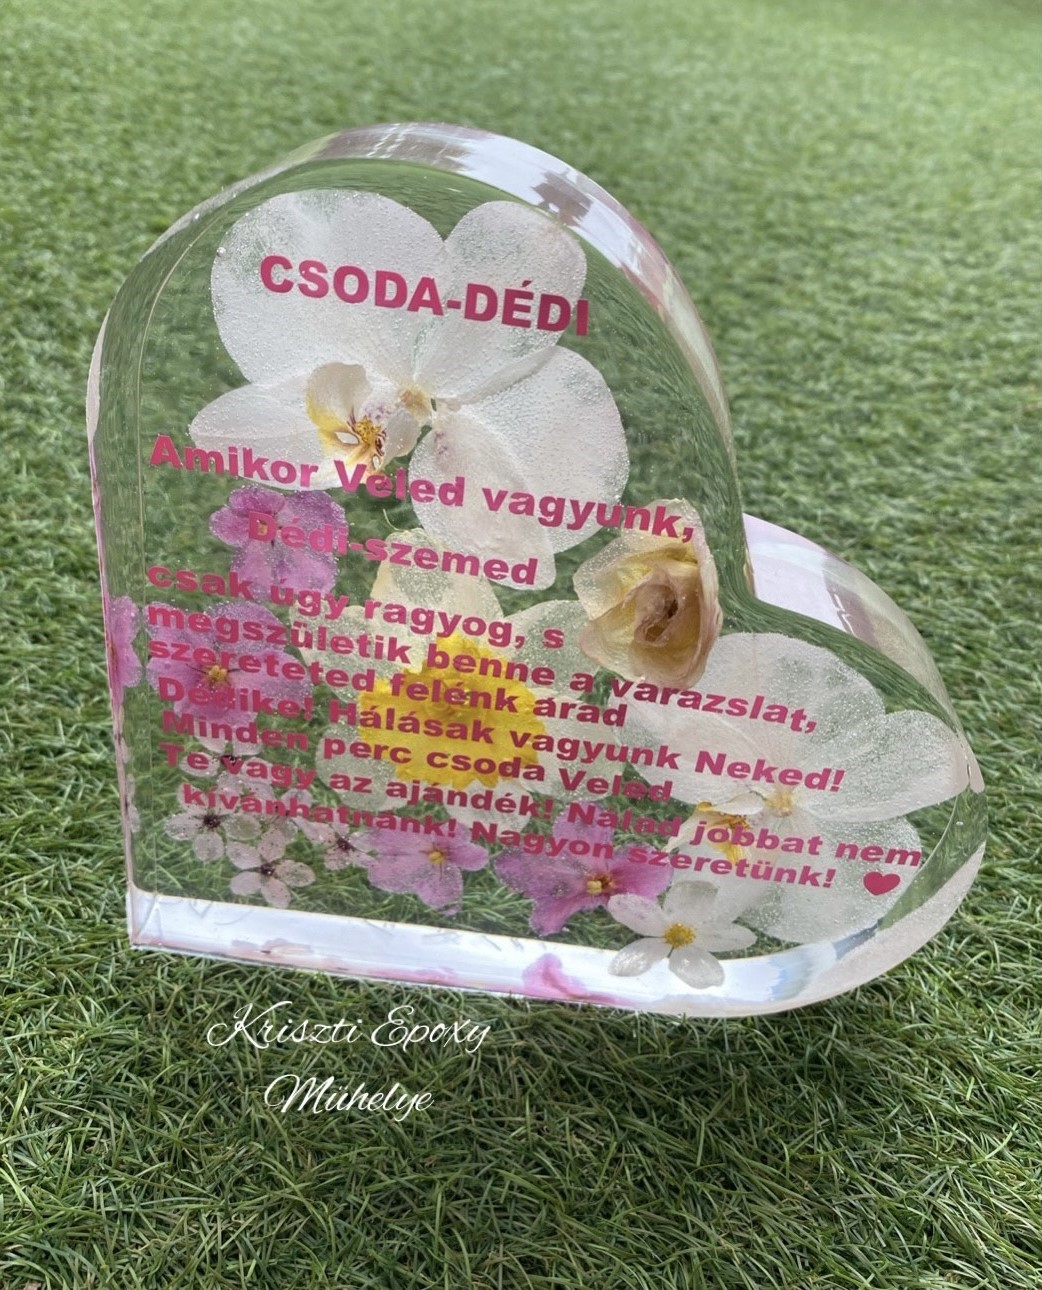 CSODA-DÉDI
Amikor Veled vagyunk,
Dédi-szemed
csak úgy ragyog, s
megszületik benne a varázslat,
szereteted felénk árad
Dédike! Hálásak vagyunk Neked!
Minden perc csoda Veled
Te vagy az ajándék! Nálad jobbat nem
kívánhatnánk! Nagyon szeretünk! ❤
Kriszti Epoxy
Mühelye